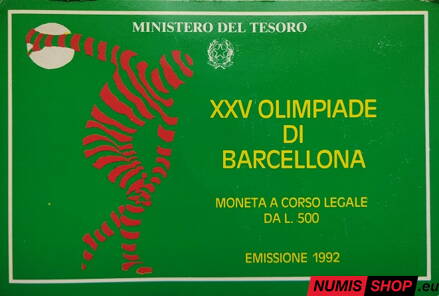 MINISTERO DEL TESORO
XXV OLIMPIADE
DI
BARCELLONA
MONETA A CORSO LEGALE
DA L. 500
EMISSIONE 1992
NUMIS SHOP.eu